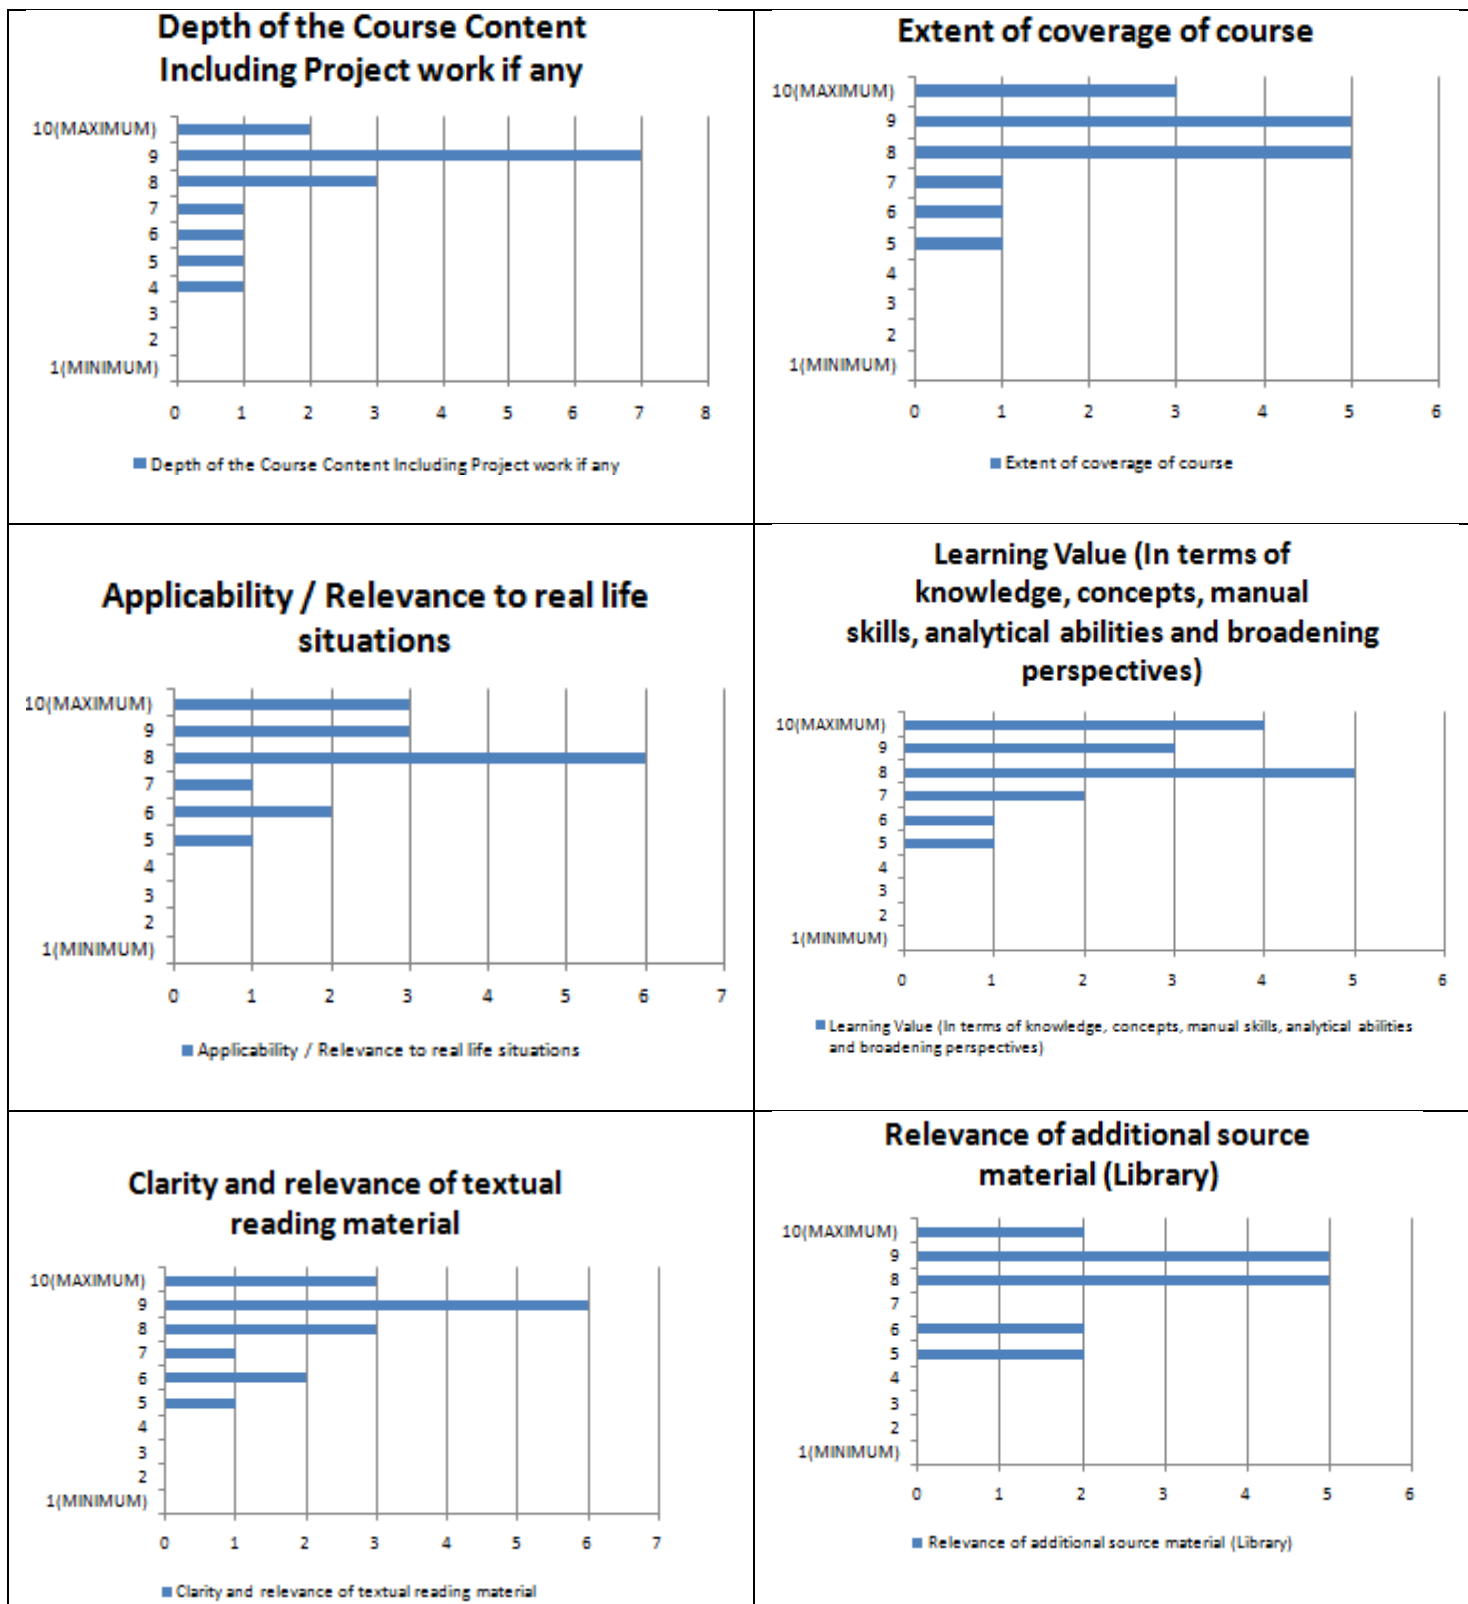 Depth of the Course Content
Including Project work if any
10(MAXIMUM)
9
8
7
6
5
4
3
2
1(MINIMUM)
0 1 2 3 4 5 6 7 8
Depth of the Course Content Including Project work if any
Extent of coverage of course
10(MAXIMUM)
9
8
7
6
5
4
3
2
1(MINIMUM)
0 1 2 3 4 5 6
Extent of coverage of course
Applicability / Relevance to real life
situations
10(MAXIMUM)
9
8
7
6
5
4
3
2
1(MINIMUM)
0 1 2 3 4 5 6 7
Applicability / Relevance to real life situations
Learning Value (In terms of
knowledge, concepts, manual
skills, analytical abilities and broadening
perspectives)
10(MAXIMUM)
9
8
7
6
5
4
3
2
1(MINIMUM)
0 1 2 3 4 5 6
Learning Value (In terms of knowledge, concepts, manual skills, analytical abilities
and broadening perspectives)
Clarity and relevance of textual
reading material
10(MAXIMUM)
9
8
7
6
5
4
3
2
1(MINIMUM)
0 1 2 3 4 5 6 7
Clarity and relevance of textual reading material
Relevance of additional source
material (Library)
10(MAXIMUM)
9
8
7
6
5
4
3
2
1(MINIMUM)
0 1 2 3 4 5 6
Relevance of additional source material (Library)